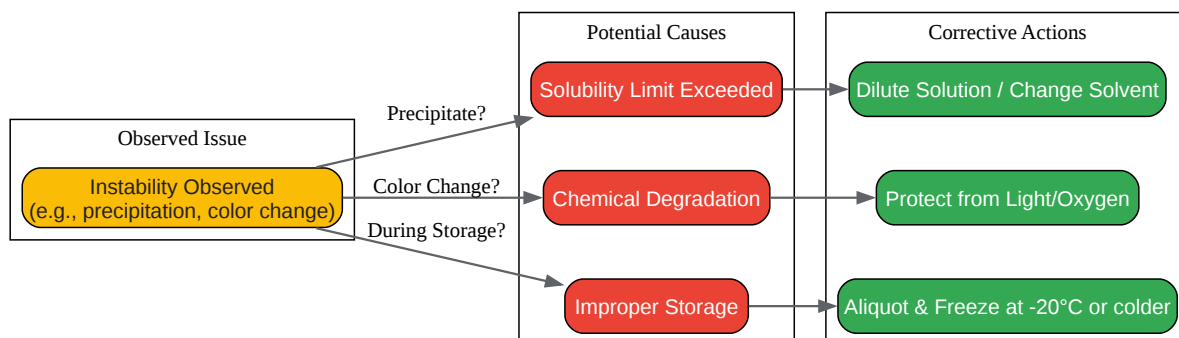 Potential Causes
Corrective Actions
Solubility Limit Exceeded
Dilute Solution / Change Solvent
Precipitate?
Observed Issue
Instability Observed
(e.g., precipitation, color change)
Color Change?
Chemical Degradation
Protect from Light/Oxygen
During Storage?
Improper Storage
Aliquot & Freeze at -20°C or colder